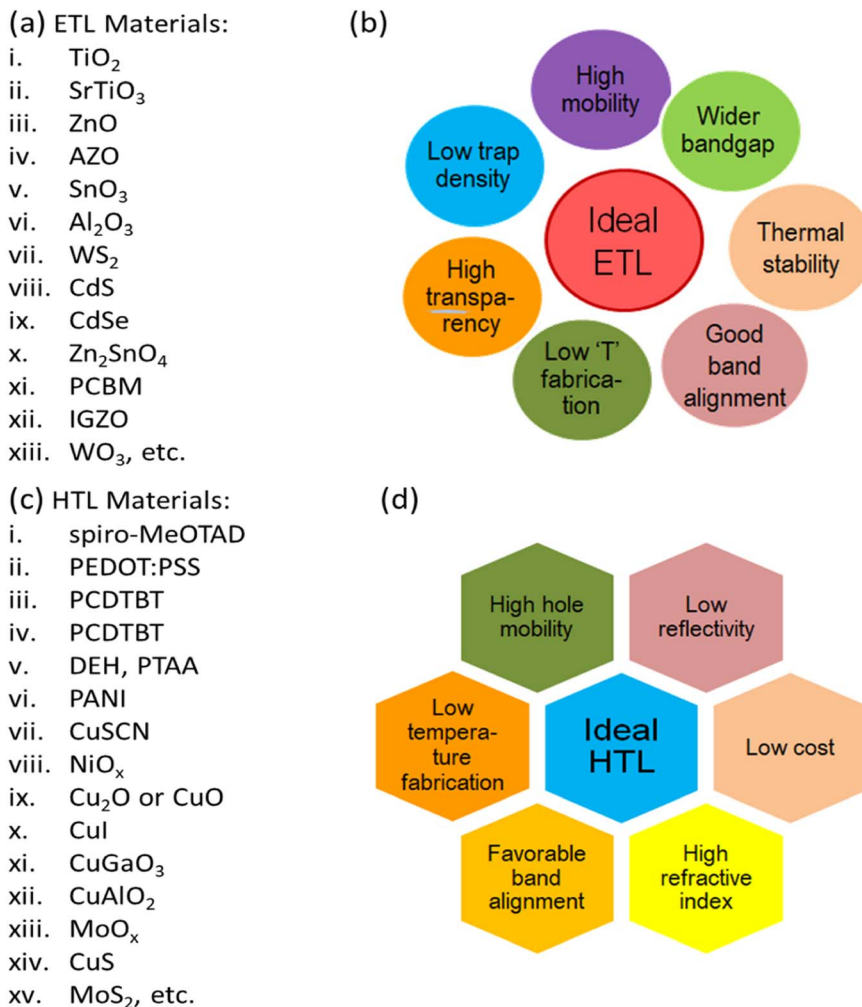 (a) ETL Materials:
i. TiO₂
ii. SrTiO₃
iii. ZnO
iv. AZO
v. SnO₃
vi. Al₂O₃
vii. WS₂
viii. CdS
ix. CdSe
x. Zn₂SnO₄
xi. PCBM
xii. IGZO
xiii. WO₃, etc.
(b)
High
mobility
Wider
bandgap
Low trap
density
Ideal
ETL
Thermal
stability
High
transpa-
rency
Low ‘T’
fabrica-
tion
Good
band
alignment
(c) HTL Materials:
i. spiro-MeOTAD
ii. PEDOT:PSS
iii. PCDTBT
iv. PCDTBT
v. DEH, PTAA
vi. PANI
vii. CuSCN
viii. NiOₓ
ix. Cu₂O or CuO
x. CuI
xi. CuGaO₃
xii. CuAlO₂
xiii. MoOₓ
xiv. CuS
xv. MoS₂, etc.
(d)
High hole
mobility
Low
reflectivity
Low
tempera-
ture
fabrication
Ideal
HTL
Low cost
Favorable
band
alignment
High
refractive
index